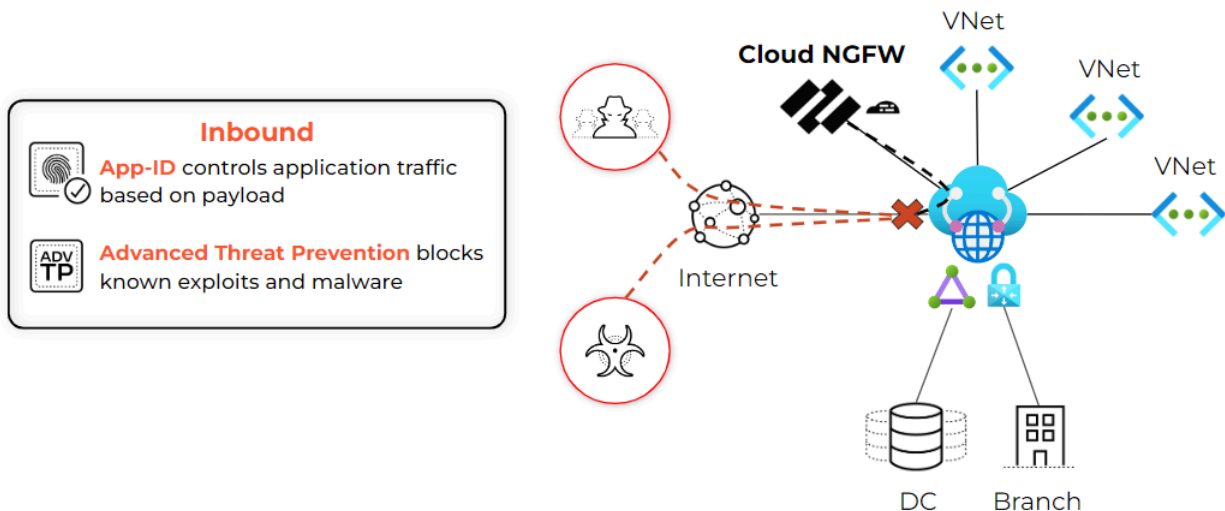 Inbound
App-ID controls application traffic
based on payload
ADV
TP
Advanced Threat Prevention blocks
known exploits and malware
Cloud NGFW
VNet
VNet
VNet
Internet
DC
Branch